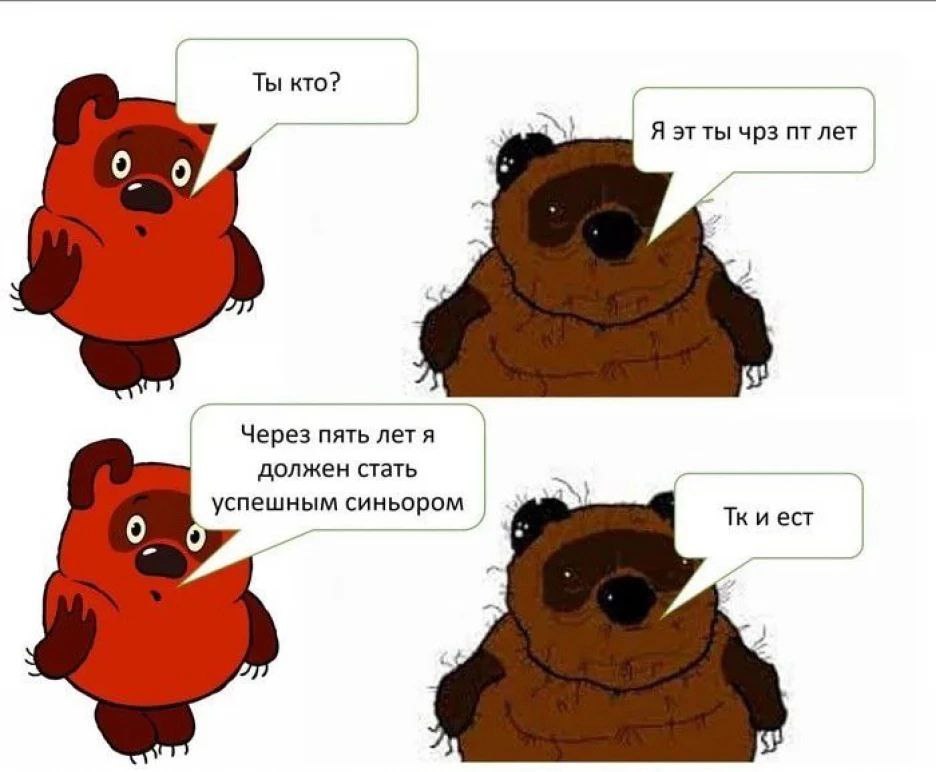 Ты кто?
Я эт ты чрз пт лет
Через пять лет я
должен стать
успешным синьором
Тк и ест